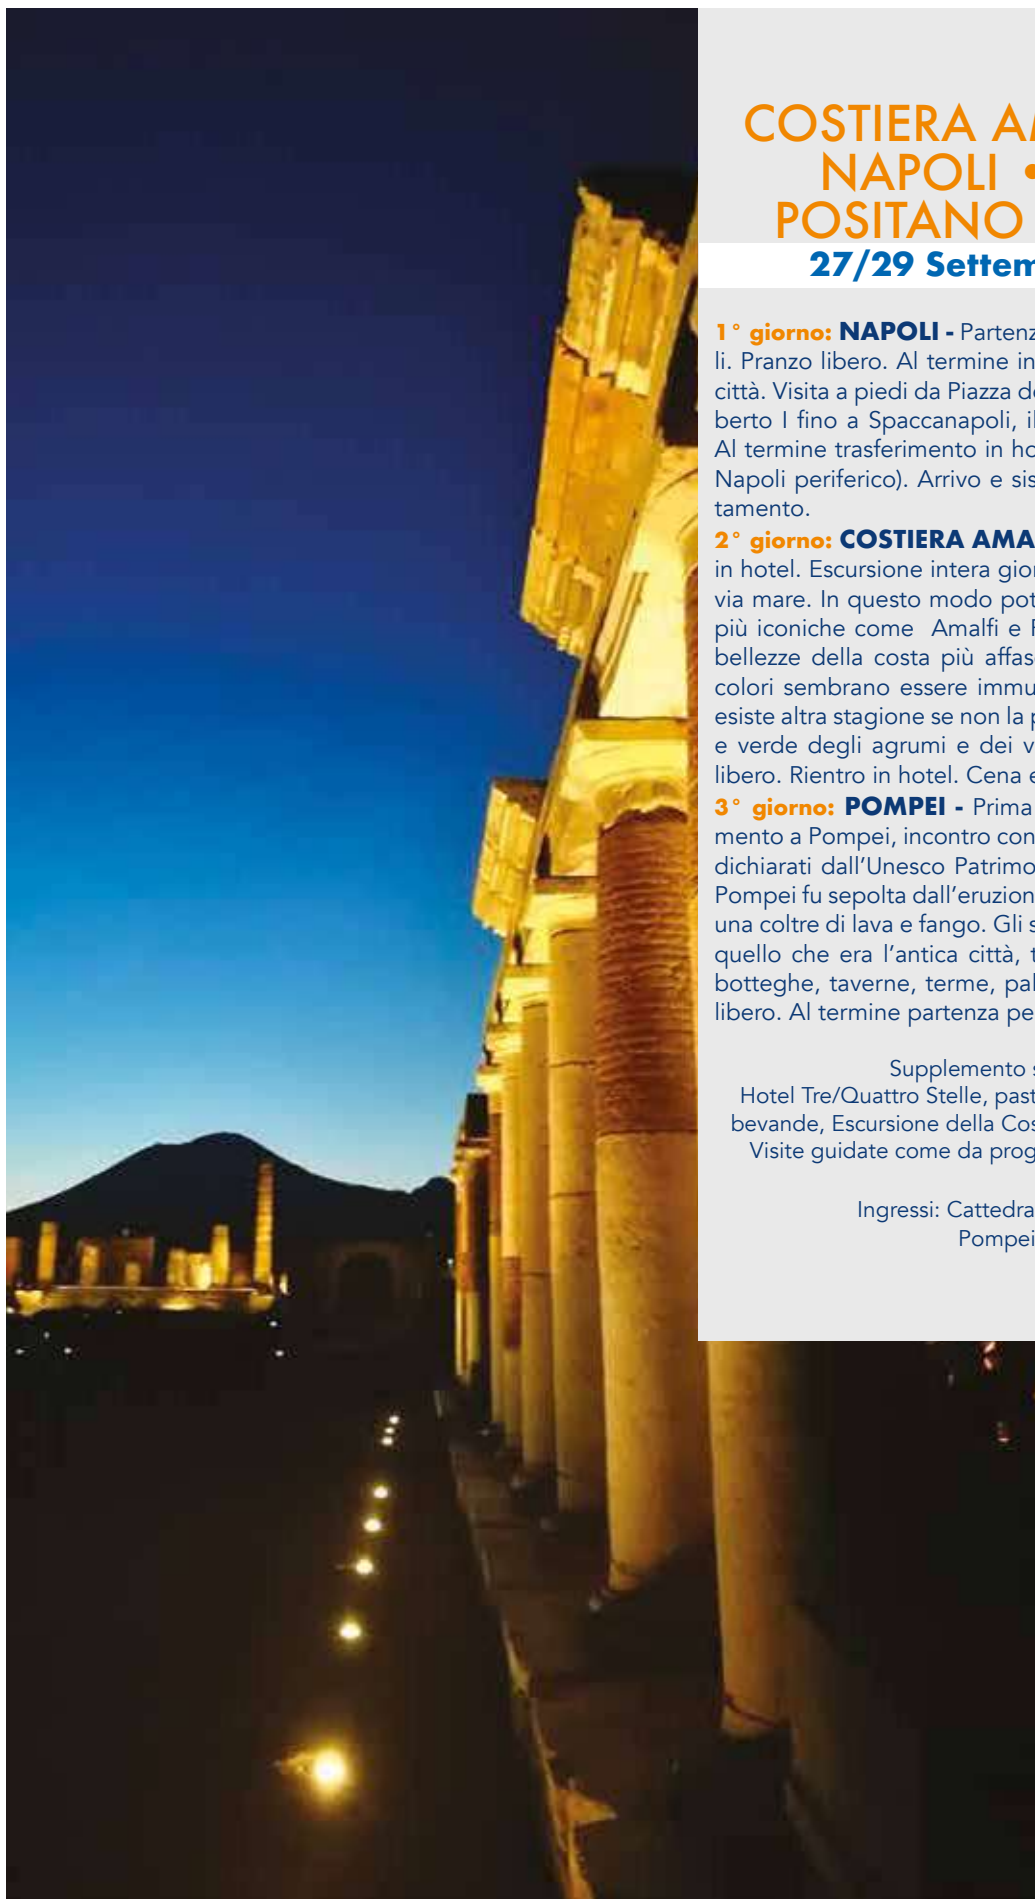 COSTIERA AM
NAPOLI •
POSITANO
27/29 Settem
1° giorno: NAPOLI - Partenz
li. Pranzo libero. Al termine in
città. Visita a piedi da Piazza de
berto I fino a Spaccanapoli, il
Al termine trasferimento in ho
Napoli periferico). Arrivo e sis
tamento.
2° giorno: COSTIERA AMA
in hotel. Escursione intera gior
via mare. In questo modo pot
più iconiche come Amalfi e P
bellezze della costa più affas
colori sembrano essere immu
esiste altra stagione se non la p
e verde degli agrumi e dei v
libero. Rientro in hotel. Cena e
3° giorno: POMPEI - Prima
mento a Pompei, incontro con
dichiarati dall’Unesco Patrimo
Pompei fu sepolta dall’eruzion
una coltre di lava e fango. Gli s
quello che era l’antica città, t
botteghe, taverne, terme, pal
libero. Al termine partenza pe
Supplemento s
Hotel Tre/Quattro Stelle, past
bevande, Escursione della Cos
Visite guidate come da prog
Ingressi: Cattedra
Pompei